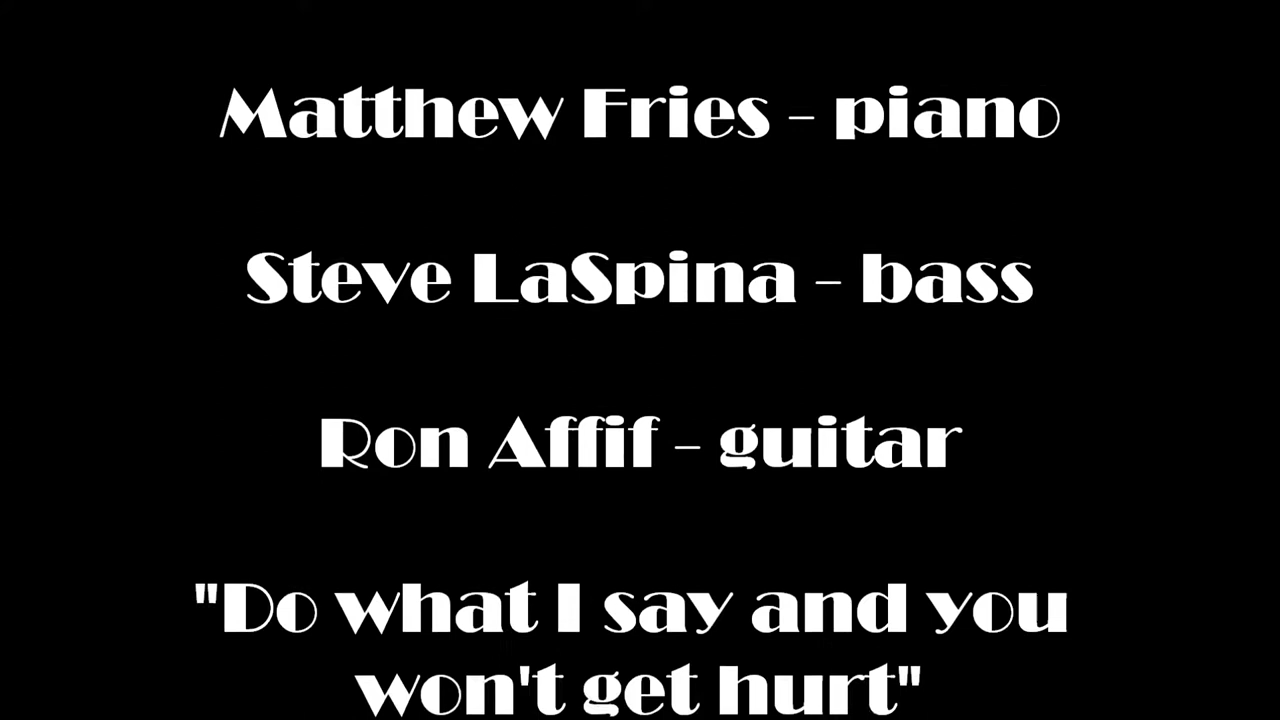 Matthew Fries - piano
Steve LaSpina - bass
Ron Affif - guitar
"Do what I say and you
won't get hurt"